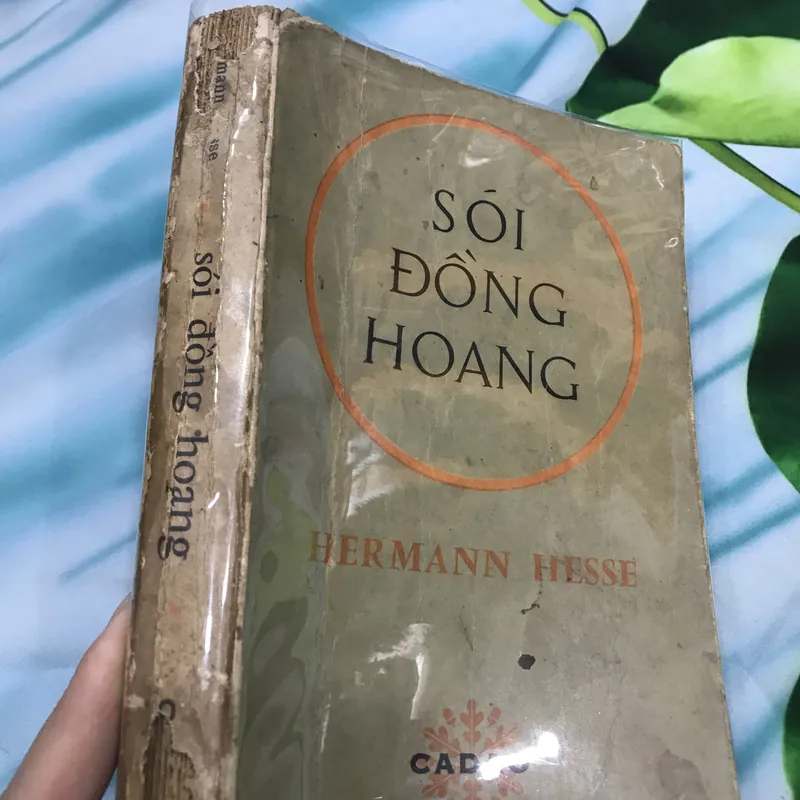 SÓI
ĐỒNG
HOANG
HERMANN HESSE
sói đồng hoang